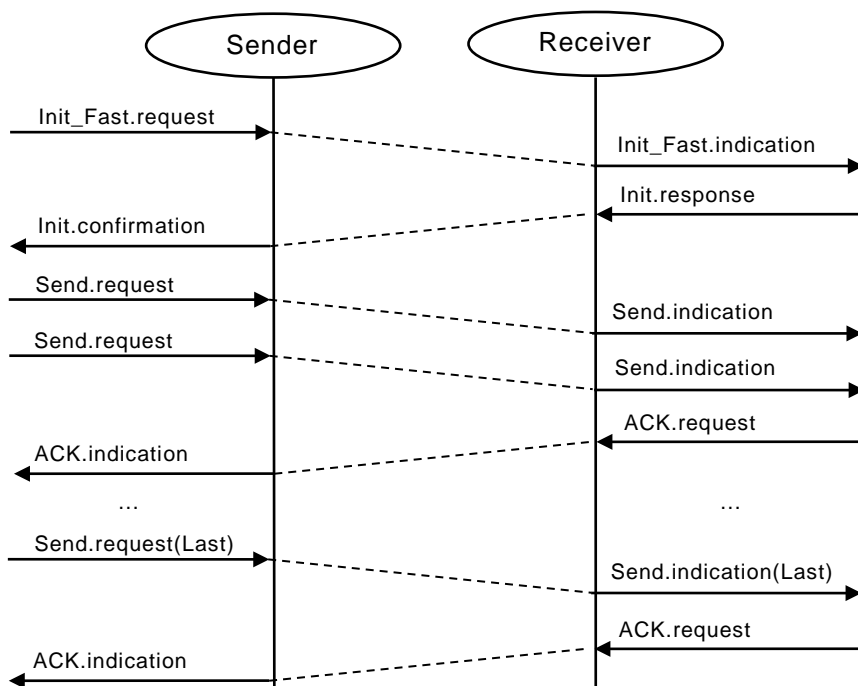 Sender
Receiver
Init_Fast.request
Init_Fast.indication
Init.response
Init.confirmation
Send.request
Send.indication
Send.request
Send.indication
ACK.request
ACK.indication
...
...
Send.request(Last)
Send.indication(Last)
ACK.request
ACK.indication